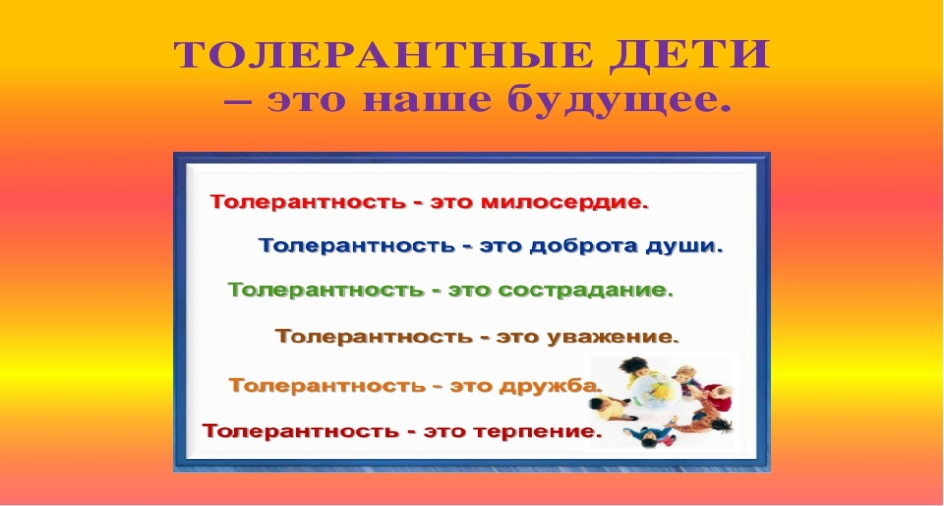 ТОЛЕРАНТНЫЕ ДЕТИ
– это наше будущее.
Толерантность - это милосердие.
Толерантность - это доброта души.
Толерантность - это сострадание.
Толерантность - это уважение.
Толерантность - это дружба.
Толерантность - это терпение.